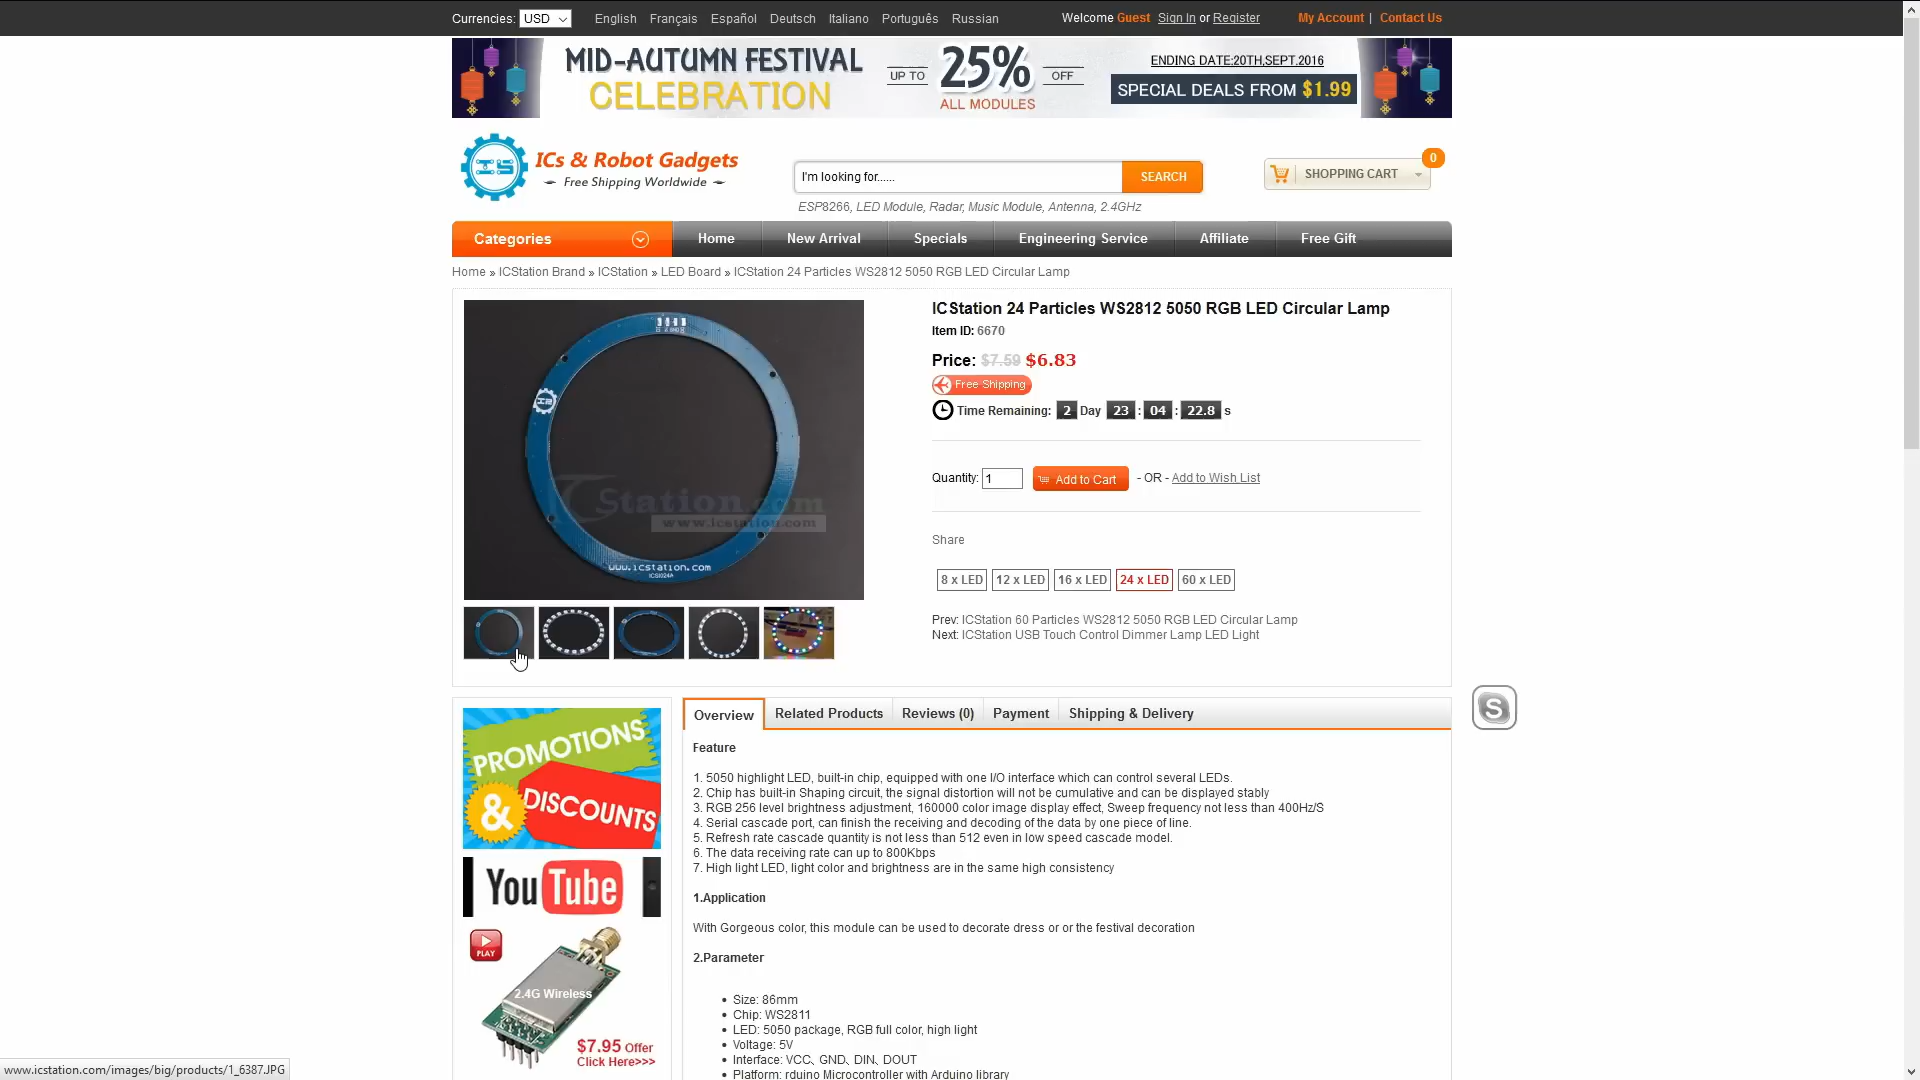 Currencies: USD English Français Español Deutsch Italiano Português Russian Welcome Guest Sign In or Register My Account | Contact Us
MID-AUTUMN FESTIVAL
CELEBRATION
UP TO 25% OFF
ALL MODULES
ENDING DATE:20TH,SEPT.2016
SPECIAL DEALS FROM $1.99
ICs & Robot Gadgets
Free Shipping Worldwide
I'm looking for......
SEARCH
0
SHOPPING CART
ESP8266, LED Module, Radar, Music Module, Antenna, 2.4GHz
Categories Home New Arrival Specials Engineering Service Affiliate Free Gift
Home » ICStation Brand » ICStation » LED Board » ICStation 24 Particles WS2812 5050 RGB LED Circular Lamp
ICStation.com
www.icstation.com
www.icstation.com
ICSI024A
ICStation 24 Particles WS2812 5050 RGB LED Circular Lamp
Item ID: 6670
Price: $7.59 $6.83
Free Shipping
Time Remaining: 2 Day 23 : 04 : 22.8 s
Quantity: 1 Add to Cart - OR - Add to Wish List
Share
8 x LED 12 x LED 16 x LED 24 x LED 60 x LED
Prev: ICStation 60 Particles WS2812 5050 RGB LED Circular Lamp
Next: ICStation USB Touch Control Dimmer Lamp LED Light
PROMOTIONS
& DISCOUNTS
YouTube
PLAY
2.4G Wireless
$7.95 Offer
Click Here>>>
S
Overview Related Products Reviews (0) Payment Shipping & Delivery
Feature
1. 5050 highlight LED, built-in chip, equipped with one I/O interface which can control several LEDs.
2. Chip has built-in Shaping circuit, the signal distortion will not be cumulative and can be displayed stably
3. RGB 256 level brightness adjustment, 160000 color image display effect, Sweep frequency not less than 400Hz/S
4. Serial cascade port, can finish the receiving and decoding of the data by one piece of line.
5. Refresh rate cascade quantity is not less than 512 even in low speed cascade model.
6. The data receiving rate can up to 800Kbps
7. High light LED, light color and brightness are in the same high consistency
1.Application
With Gorgeous color, this module can be used to decorate dress or or the festival decoration
2.Parameter
• Size: 86mm
• Chip: WS2811
• LED: 5050 package, RGB full color, high light
• Voltage: 5V
• Interface: VCC、GND、DIN、DOUT
• Platform: rduino Microcontroller with Arduino library
www.icstation.com/images/big/products/1_6387.JPG